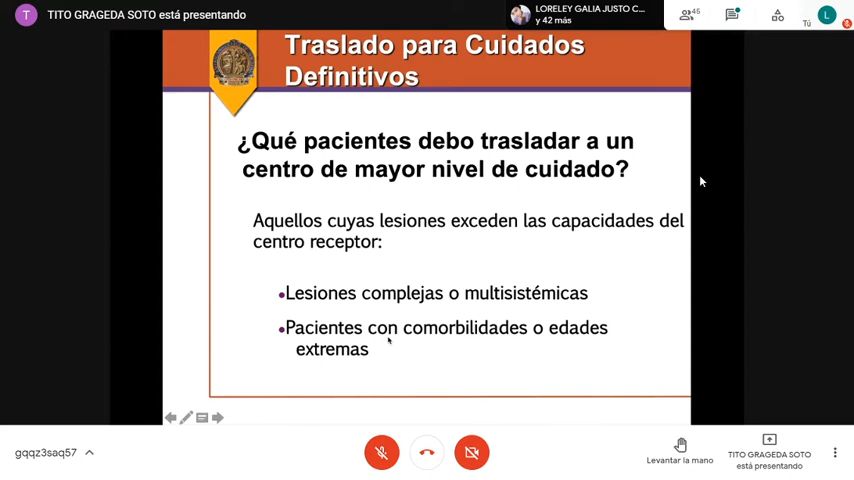 T
TITO GRAGEDA SOTO está presentando
LORELEY GALIA JUSTO C...
y 42 más
45
Tú
L
Traslado para Cuidados
Definitivos
¿Qué pacientes debo trasladar a un
centro de mayor nivel de cuidado?
Aquellos cuyas lesiones exceden las capacidades del
centro receptor:
•Lesiones complejas o multisistémicas
•Pacientes con comorbilidades o edades
extremas
gqqz3saq57
Levantar la mano
TITO GRAGEDA SOTO
está presentando